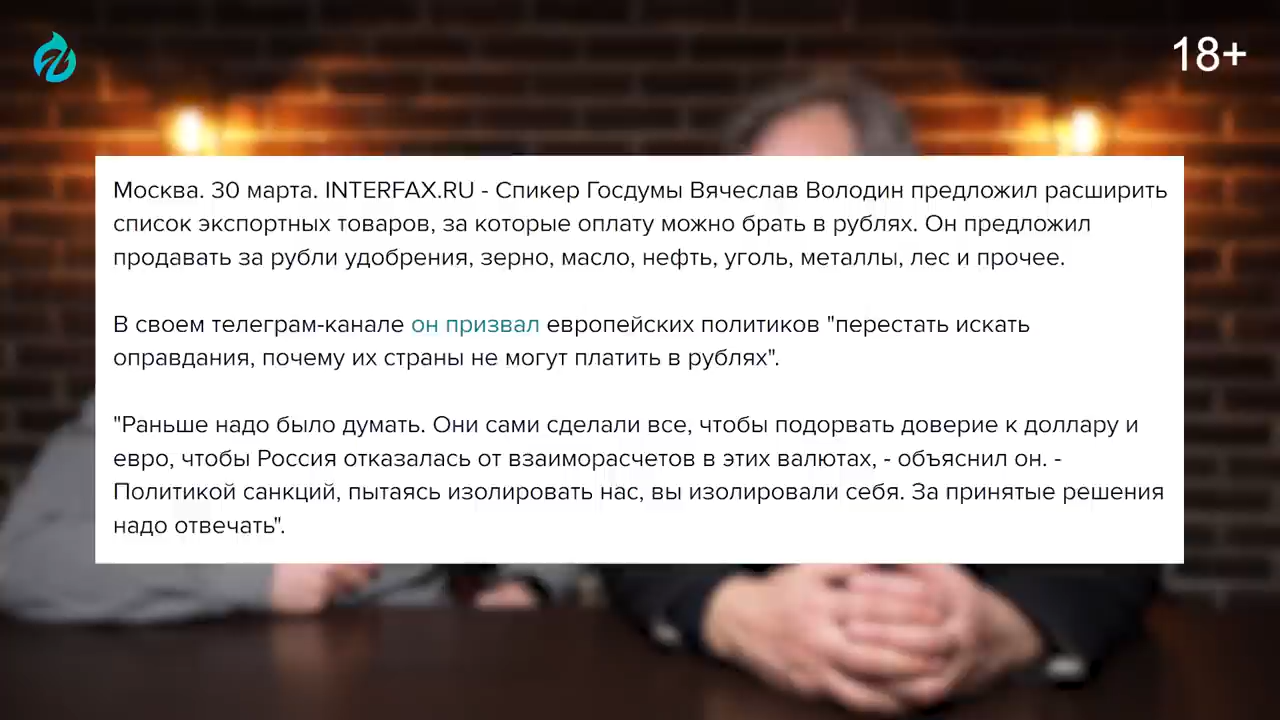 18+
Москва. 30 марта. INTERFAX.RU - Спикер Госдумы Вячеслав Володин предложил расширить
список экспортных товаров, за которые оплату можно брать в рублях. Он предложил
продавать за рубли удобрения, зерно, масло, нефть, уголь, металлы, лес и прочее.
В своем телеграм-канале он призвал европейских политиков "перестать искать
оправдания, почему их страны не могут платить в рублях".
"Раньше надо было думать. Они сами сделали все, чтобы подорвать доверие к доллару и
евро, чтобы Россия отказалась от взаиморасчетов в этих валютах, - объяснил он. -
Политикой санкций, пытаясь изолировать нас, вы изолировали себя. За принятые решения
надо отвечать".